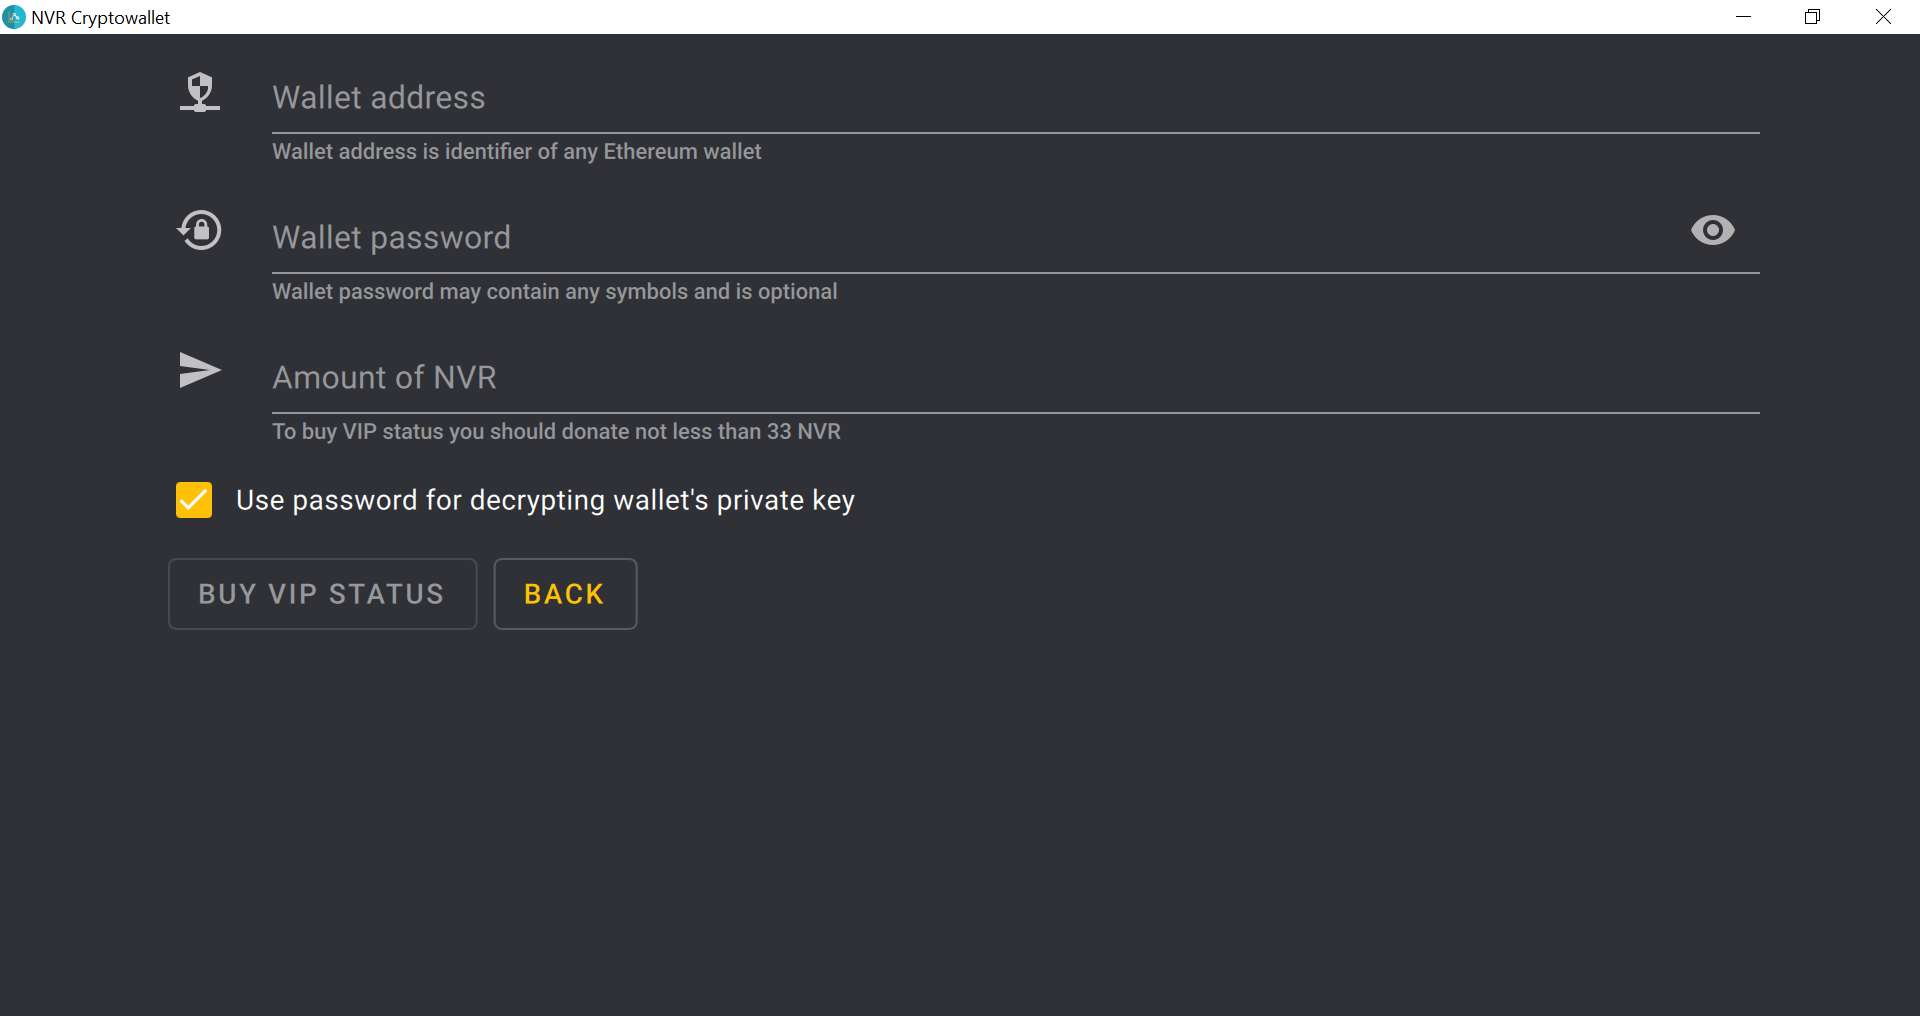 NVR Cryptowallet
Wallet address
Wallet address is identifier of any Ethereum wallet
Wallet password
Wallet password may contain any symbols and is optional
Amount of NVR
To buy VIP status you should donate not less than 33 NVR
Use password for decrypting wallet's private key
BUY VIP STATUS
BACK